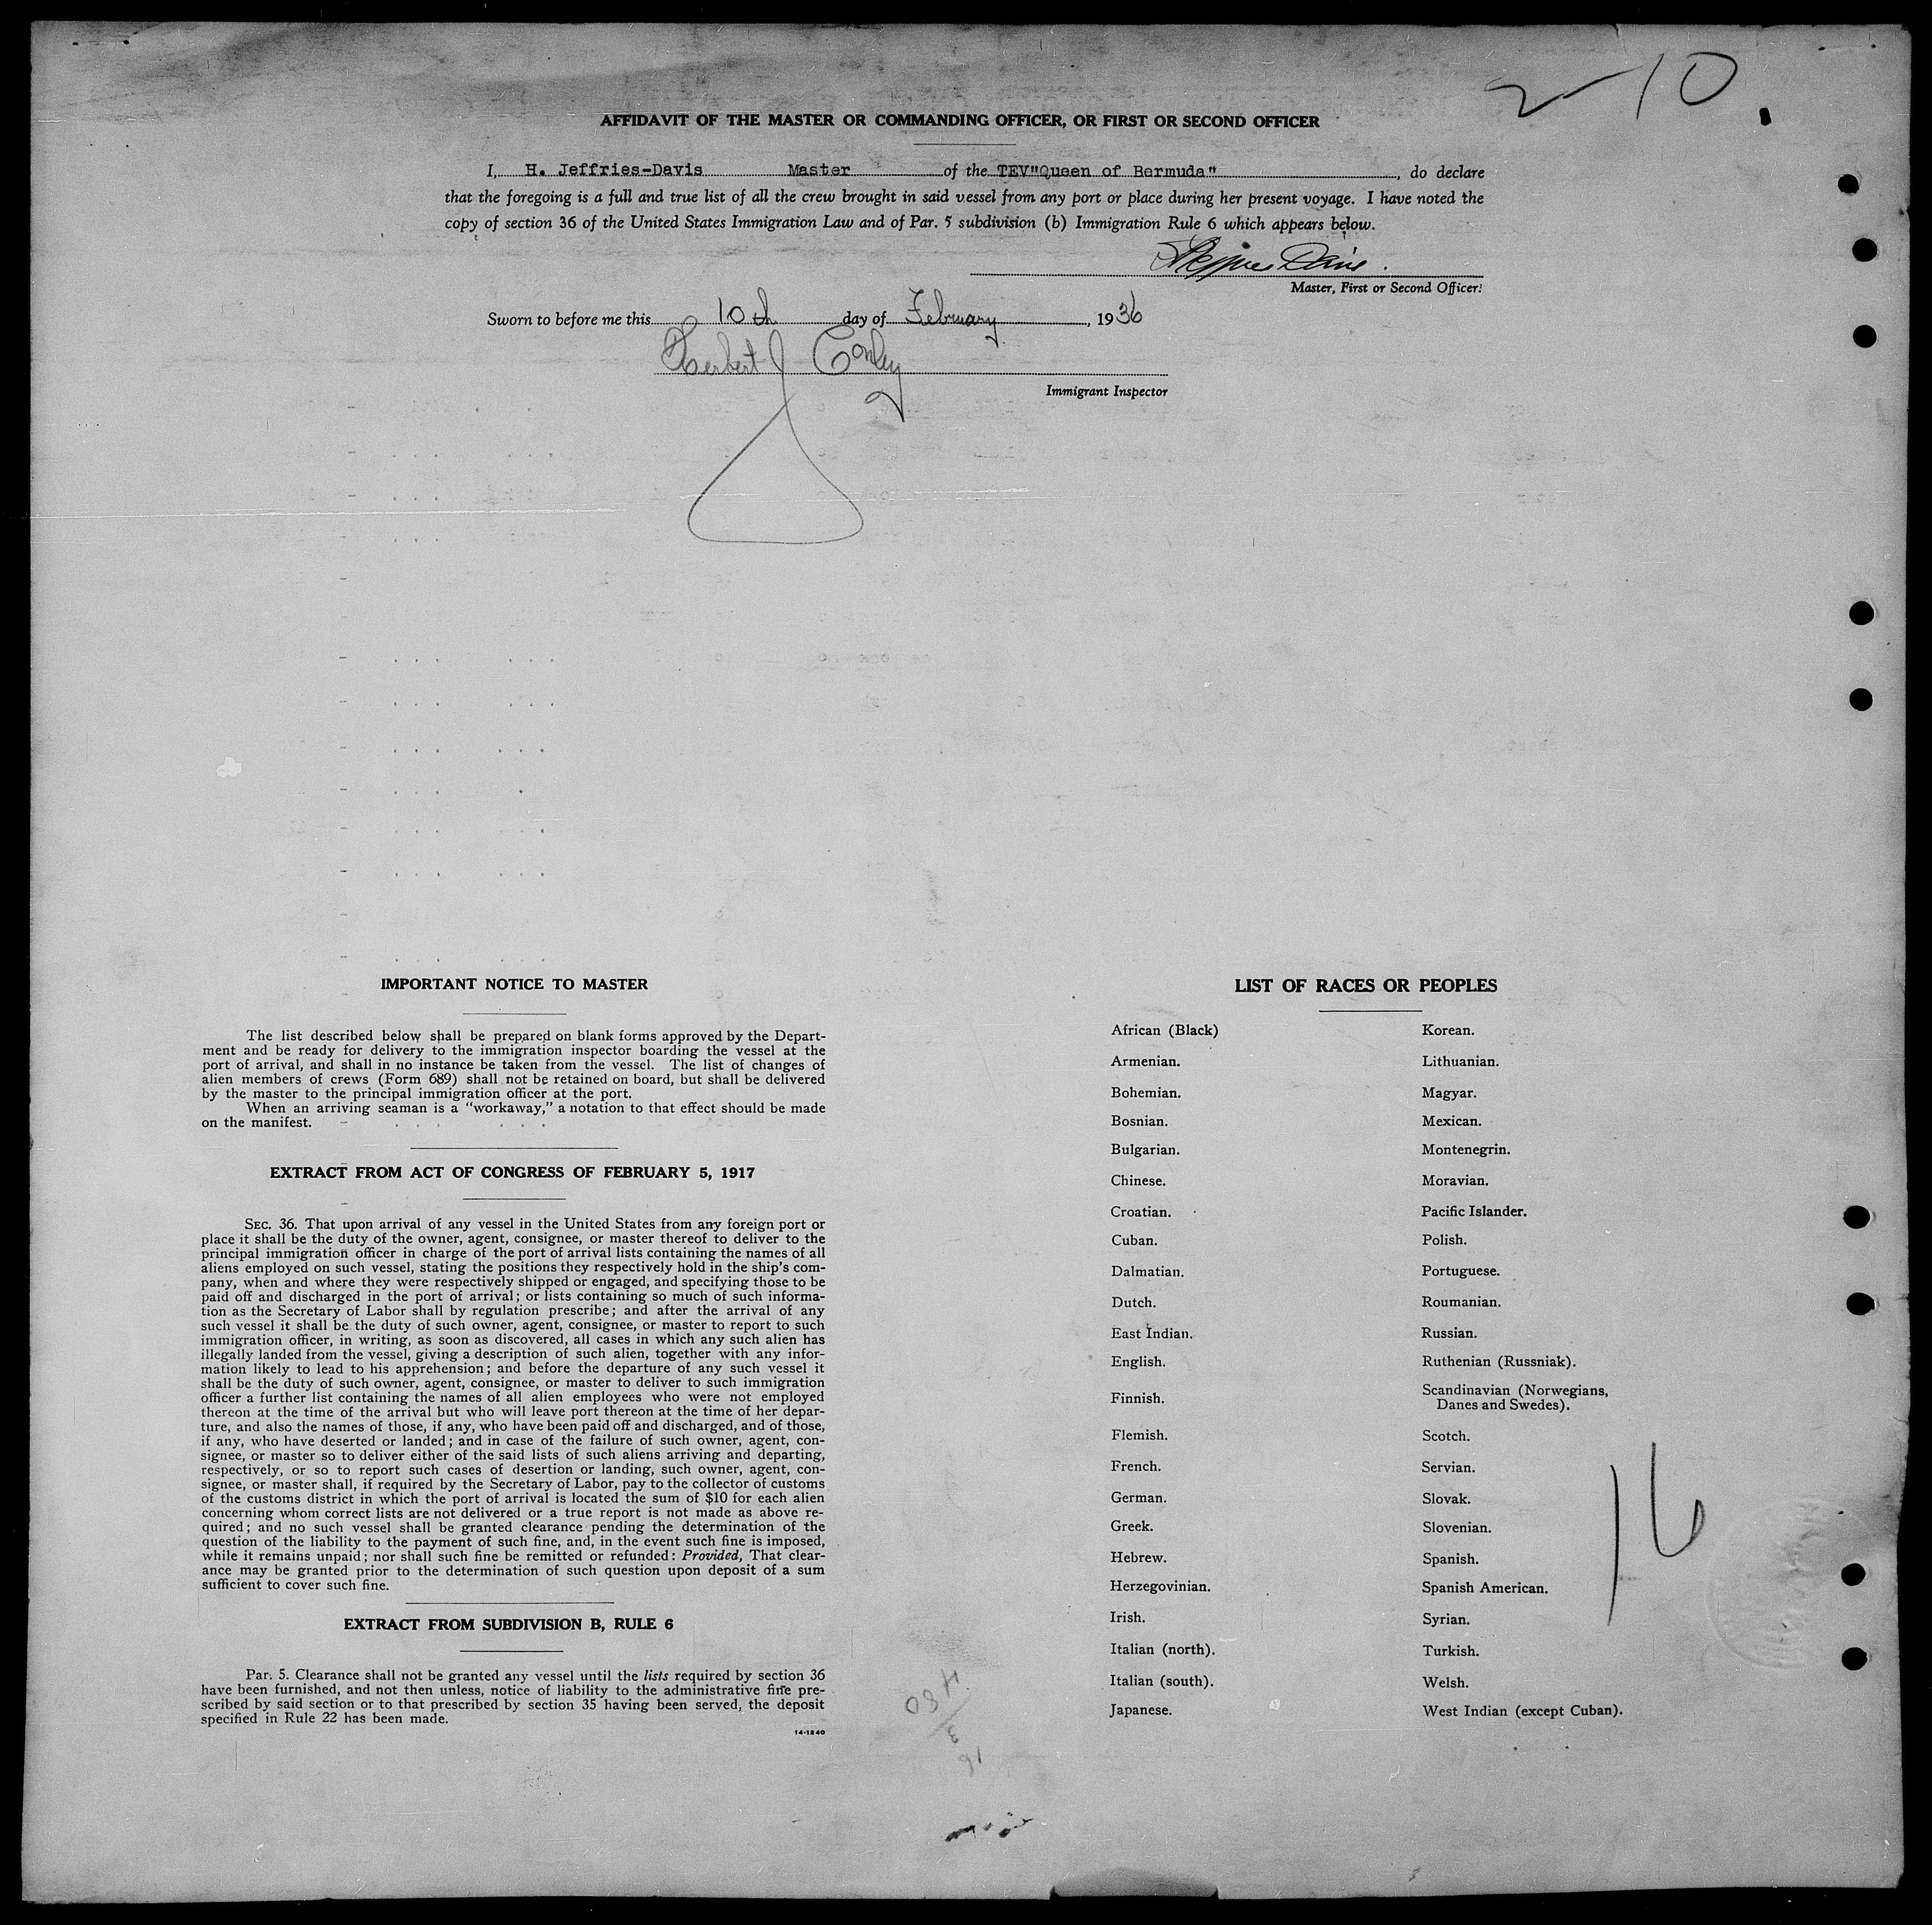 2-10
AFFIDAVIT OF THE MASTER OR COMMANDING OFFICER, OR FIRST OR SECOND OFFICER
I, H. Jeffries-Davis Master of the TEV"Queen of Bermuda", do declare
that the foregoing is a full and true list of all the crew brought in said vessel from any port or place during her present voyage. I have noted the
copy of section 36 of the United States Immigration Law and of Par. 5 subdivision (b) Immigration Rule 6 which appears below.
Jeffries Davis.
Master, First or Second Officer.
Sworn to before me this 10th day of February, 1936
Herbert J Conley
Immigrant Inspector
IMPORTANT NOTICE TO MASTER
The list described below shall be prepared on blank forms approved by the Depart-
ment and be ready for delivery to the immigration inspector boarding the vessel at the
port of arrival, and shall in no instance be taken from the vessel. The list of changes of
alien members of crews (Form 689) shall not be retained on board, but shall be delivered
by the master to the principal immigration officer at the port.
When an arriving seaman is a "workaway," a notation to that effect should be made
on the manifest.
EXTRACT FROM ACT OF CONGRESS OF FEBRUARY 5, 1917
SEC. 36. That upon arrival of any vessel in the United States from any foreign port or
place it shall be the duty of the owner, agent, consignee, or master thereof to deliver to the
principal immigration officer in charge of the port of arrival lists containing the names of all
aliens employed on such vessel, stating the positions they respectively hold in the ship's com-
pany, when and where they were respectively shipped or engaged, and specifying those to be
paid off and discharged in the port of arrival; or lists containing so much of such informa-
tion as the Secretary of Labor shall by regulation prescribe; and after the arrival of any
such vessel it shall be the duty of such owner, agent, consignee, or master to report to such
immigration officer, in writing, as soon as discovered, all cases in which any such alien has
illegally landed from the vessel, giving a description of such alien, together with any infor-
mation likely to lead to his apprehension; and before the departure of any such vessel it
shall be the duty of such owner, agent, consignee, or master to deliver to such immigration
officer a further list containing the names of all alien employees who were not employed
thereon at the time of the arrival but who will leave port thereon at the time of her depar-
ture, and also the names of those, if any, who have been paid off and discharged, and of those,
if any, who have deserted or landed; and in case of the failure of such owner, agent, con-
signee, or master so to deliver either of the said lists of such aliens arriving and departing,
respectively, or so to report such cases of desertion or landing, such owner, agent, con-
signee, or master shall, if required by the Secretary of Labor, pay to the collector of customs
of the customs district in which the port of arrival is located the sum of $10 for each alien
concerning whom correct lists are not delivered or a true report is not made as above re-
quired; and no such vessel shall be granted clearance pending the determination of the
question of the liability to the payment of such fine, and, in the event such fine is imposed,
while it remains unpaid; nor shall such fine be remitted or refunded: Provided, That clear-
ance may be granted prior to the determination of such question upon deposit of a sum
sufficient to cover such fine.
EXTRACT FROM SUBDIVISION B, RULE 6
Par. 5. Clearance shall not be granted any vessel until the lists required by section 36
have been furnished, and not then unless, notice of liability to the administrative fine pre-
scribed by said section or to that prescribed by section 35 having been served, the deposit
specified in Rule 22 has been made.
14-1240
LIST OF RACES OR PEOPLES
African (Black)
Armenian.
Bohemian.
Bosnian.
Bulgarian.
Chinese.
Croatian.
Cuban.
Dalmatian.
Dutch.
East Indian.
English.
Finnish.
Flemish.
French.
German.
Greek.
Hebrew.
Herzegovinian.
Irish.
Italian (north).
Italian (south).
Japanese.
Korean.
Lithuanian.
Magyar.
Mexican.
Montenegrin.
Moravian.
Pacific Islander.
Polish.
Portuguese.
Roumanian.
Russian.
Ruthenian (Russniak).
Scandinavian (Norwegians,
Danes and Swedes).
Scotch.
Servian.
Slovak.
Slovenian.
Spanish.
Spanish American.
Syrian.
Turkish.
Welsh.
West Indian (except Cuban).
16
480
3
16